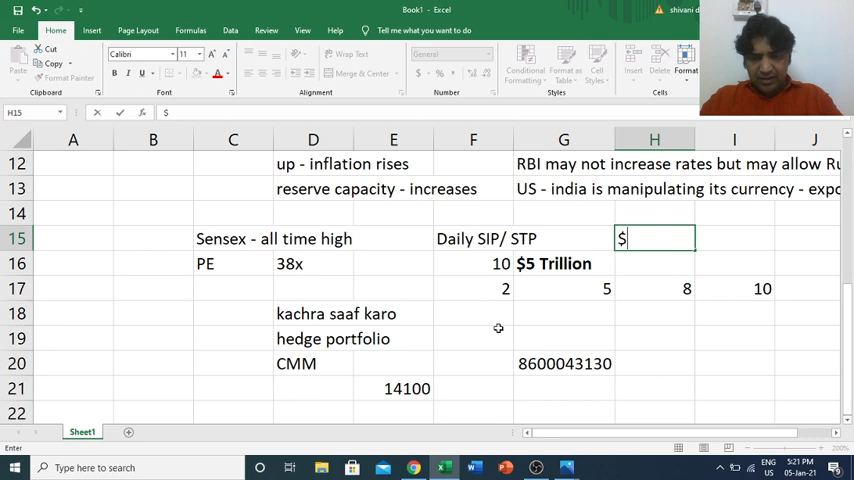 Book1 - Excel
shivani d
File Home Insert Page Layout Formulas Data Review View Help Tell me what you want to do
Cut
Copy
Format Painter
Paste
Clipboard
Calibri 11
B I U
Font
Wrap Text
Merge & Center
Alignment
General
$ % ,
Number
Conditional Formatting
Format as Table
Cell Styles
Styles
Insert Delete Format
Cells
H15 fx $
A B C D E F G H I J
12 up - inflation rises RBI may not increase rates but may allow Ru
13 reserve capacity - increases US - india is manipulating its currency - expo
14
15 Sensex - all time high Daily SIP/ STP $
16 PE 38x 10 $5 Trillion
17 2 5 8 10
18 kachra saaf karo
19 hedge portfolio
20 CMM 8600043130
21 14100
22
Sheet1
Enter 200%
Type here to search
ENG US
5:21 PM
05-Jan-21